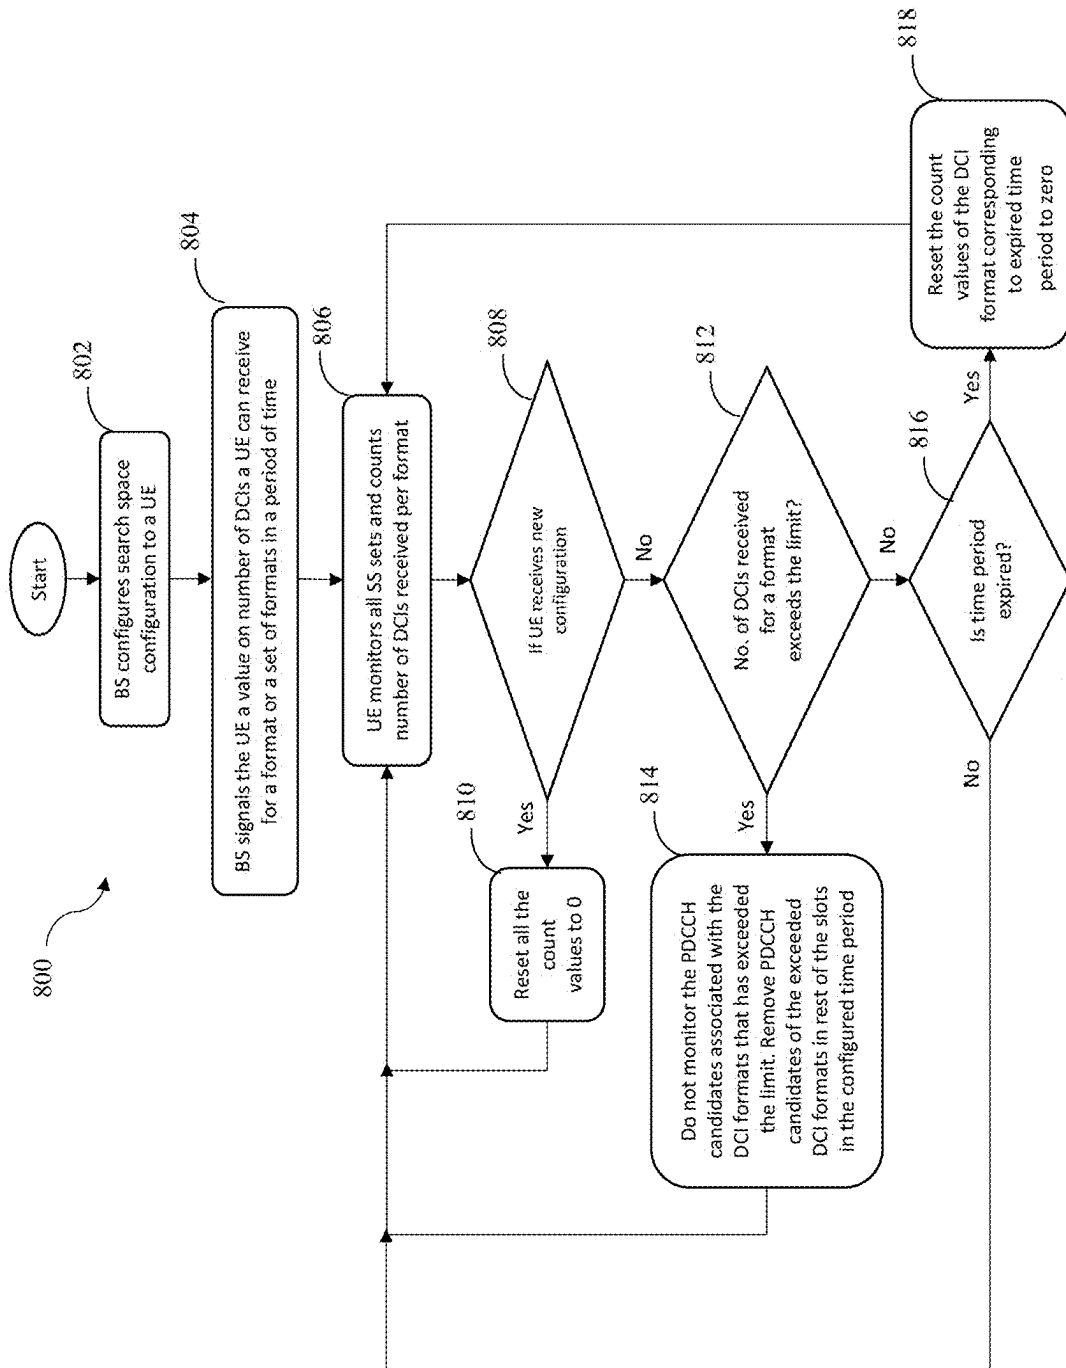 800
Start
BS configures search space
configuration to a UE
802
BS signals the UE a value on number of DCIs a UE can receive
for a format or a set of formats in a period of time
804
UE monitors all SS sets and counts
number of DCIs received per format
806
If UE receives new
configuration
808
Yes
No
Reset all the
count
values to 0
810
No. of DCIs received
for a format
exceeds the limit?
812
Yes
No
Do not monitor the PDCCH
candidates associated with the
DCI formats that has exceeded
the limit. Remove PDCCH
candidates of the exceeded
DCI formats in rest of the slots
in the configured time period
814
Is time period
expired?
816
No
Yes
Reset the count
values of the DCI
format corresponding
to expired time
period to zero
818